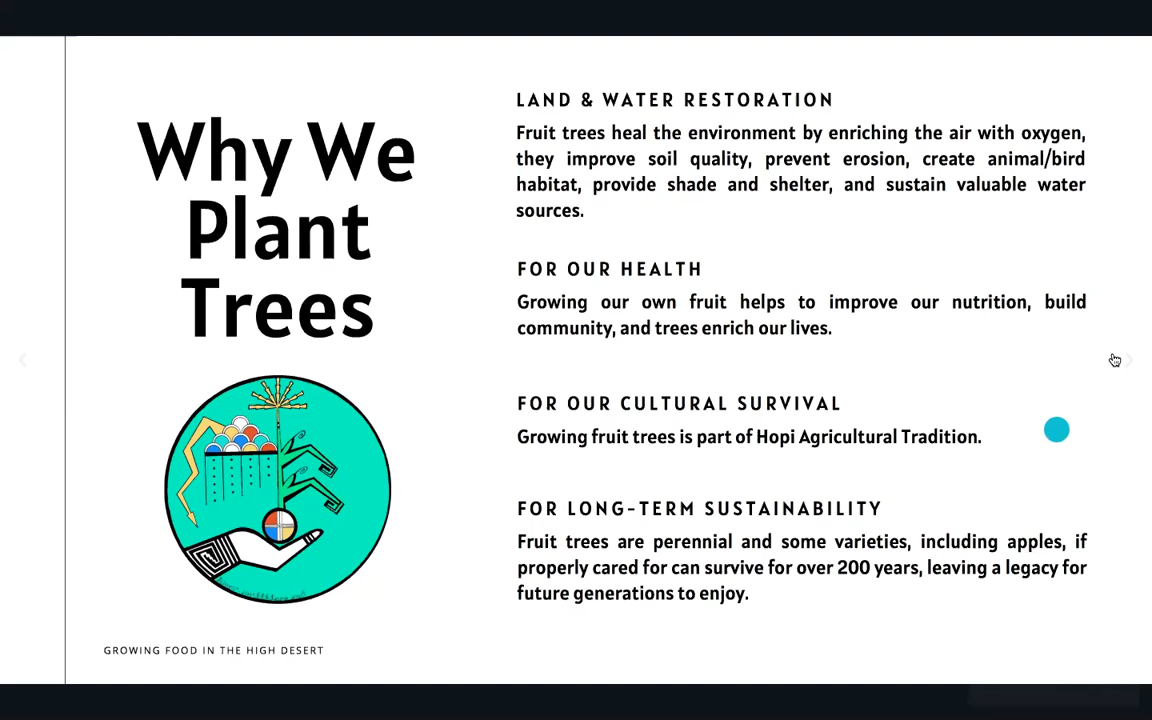 Why We
Plant
Trees
GROWING FOOD IN THE HIGH DESERT
LAND & WATER RESTORATION
Fruit trees heal the environment by enriching the air with oxygen,
they improve soil quality, prevent erosion, create animal/bird
habitat, provide shade and shelter, and sustain valuable water
sources.
FOR OUR HEALTH
Growing our own fruit helps to improve our nutrition, build
community, and trees enrich our lives.
FOR OUR CULTURAL SURVIVAL
Growing fruit trees is part of Hopi Agricultural Tradition.
FOR LONG-TERM SUSTAINABILITY
Fruit trees are perennial and some varieties, including apples, if
properly cared for can survive for over 200 years, leaving a legacy for
future generations to enjoy.